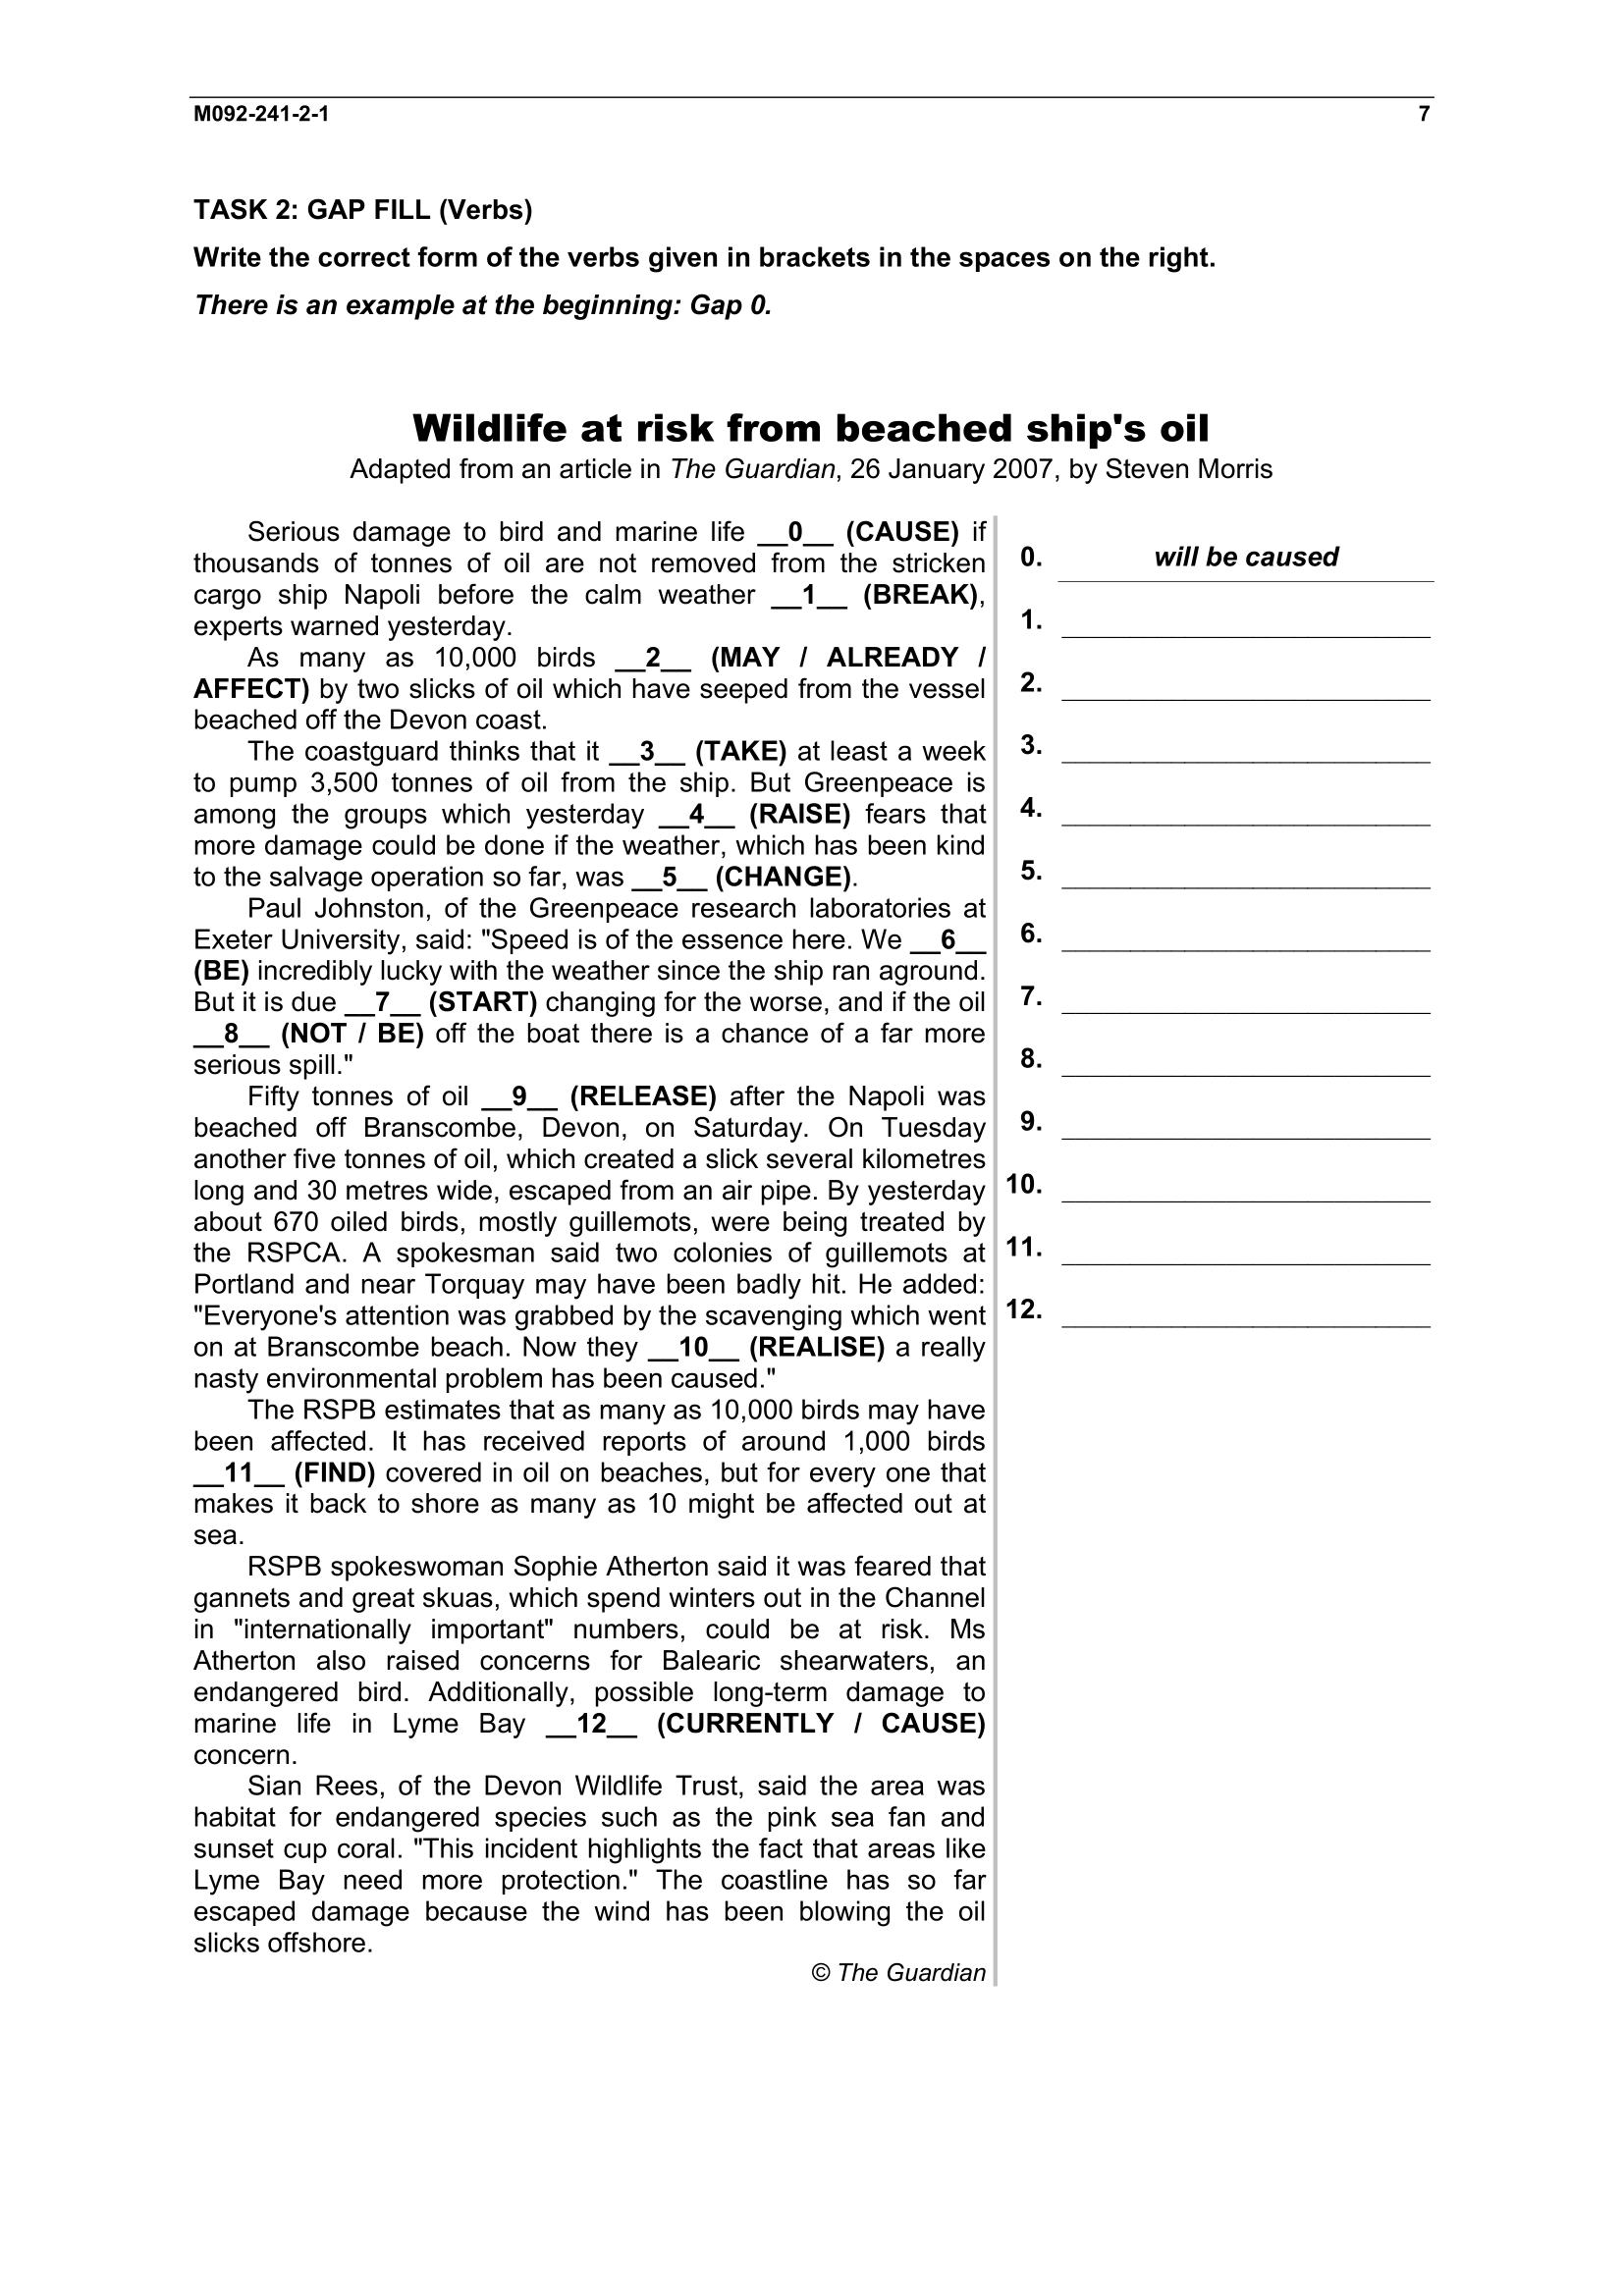 M092-241-2-1 7
TASK 2: GAP FILL (Verbs)
Write the correct form of the verbs given in brackets in the spaces on the right.
There is an example at the beginning: Gap 0.
Wildlife at risk from beached ship's oil
Adapted from an article in The Guardian, 26 January 2007, by Steven Morris
Serious damage to bird and marine life __0__ (CAUSE) if
thousands of tonnes of oil are not removed from the stricken
cargo ship Napoli before the calm weather __1__ (BREAK),
experts warned yesterday.
As many as 10,000 birds __2__ (MAY / ALREADY /
AFFECT) by two slicks of oil which have seeped from the vessel
beached off the Devon coast.
The coastguard thinks that it __3__ (TAKE) at least a week
to pump 3,500 tonnes of oil from the ship. But Greenpeace is
among the groups which yesterday __4__ (RAISE) fears that
more damage could be done if the weather, which has been kind
to the salvage operation so far, was __5__ (CHANGE).
Paul Johnston, of the Greenpeace research laboratories at
Exeter University, said: "Speed is of the essence here. We __6__
(BE) incredibly lucky with the weather since the ship ran aground.
But it is due __7__ (START) changing for the worse, and if the oil
__8__ (NOT / BE) off the boat there is a chance of a far more
serious spill."
Fifty tonnes of oil __9__ (RELEASE) after the Napoli was
beached off Branscombe, Devon, on Saturday. On Tuesday
another five tonnes of oil, which created a slick several kilometres
long and 30 metres wide, escaped from an air pipe. By yesterday
about 670 oiled birds, mostly guillemots, were being treated by
the RSPCA. A spokesman said two colonies of guillemots at
Portland and near Torquay may have been badly hit. He added:
"Everyone's attention was grabbed by the scavenging which went
on at Branscombe beach. Now they __10__ (REALISE) a really
nasty environmental problem has been caused."
The RSPB estimates that as many as 10,000 birds may have
been affected. It has received reports of around 1,000 birds
__11__ (FIND) covered in oil on beaches, but for every one that
makes it back to shore as many as 10 might be affected out at
sea.
RSPB spokeswoman Sophie Atherton said it was feared that
gannets and great skuas, which spend winters out in the Channel
in "internationally important" numbers, could be at risk. Ms
Atherton also raised concerns for Balearic shearwaters, an
endangered bird. Additionally, possible long-term damage to
marine life in Lyme Bay __12__ (CURRENTLY / CAUSE)
concern.
Sian Rees, of the Devon Wildlife Trust, said the area was
habitat for endangered species such as the pink sea fan and
sunset cup coral. "This incident highlights the fact that areas like
Lyme Bay need more protection." The coastline has so far
escaped damage because the wind has been blowing the oil
slicks offshore.
© The Guardian
0. will be caused
1.
2.
3.
4.
5.
6.
7.
8.
9.
10.
11.
12.